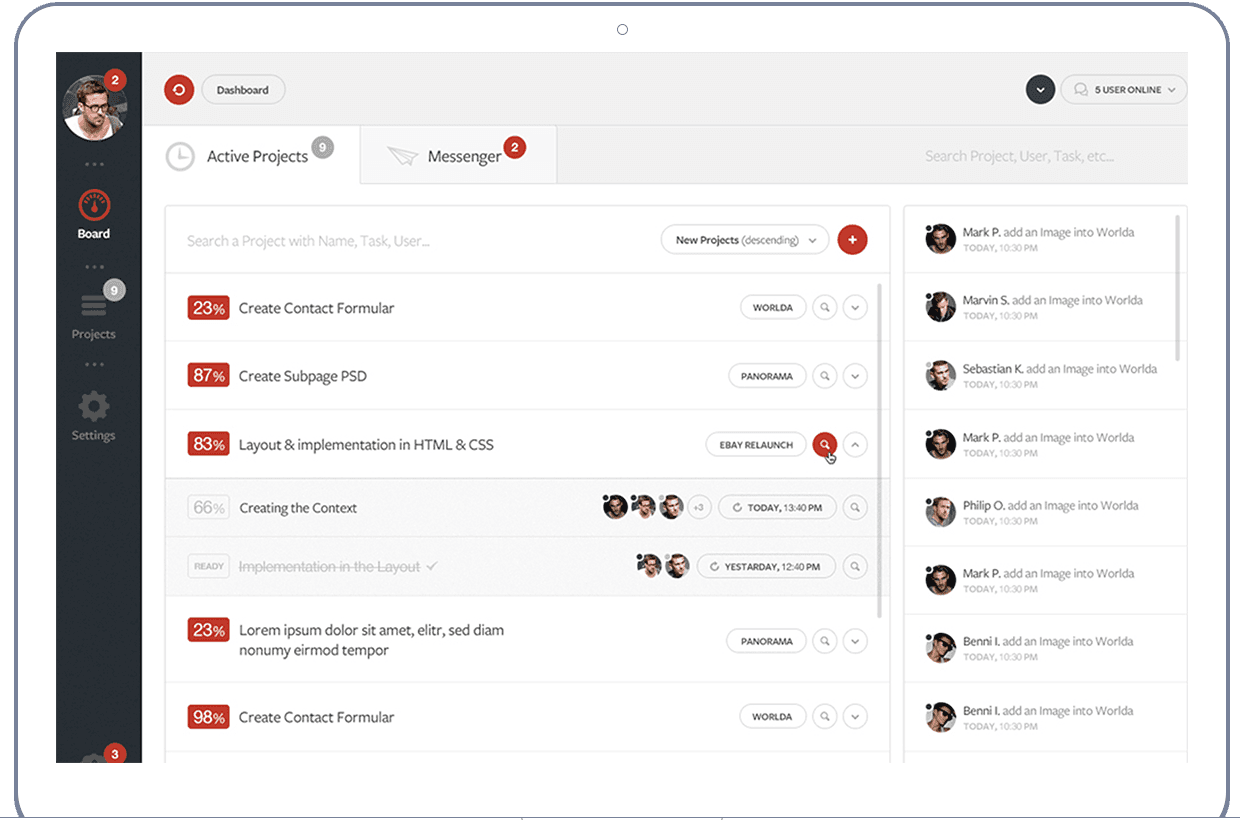 2
Dashboard
5 USER ONLINE
Active Projects 9
Messenger 2
Search Project, User, Task, etc...
Board
9
Projects
Settings
3
Search a Project with Name, Task, User...
New Projects (descending)
+
23% Create Contact Formular WORLDA
87% Create Subpage PSD PANORAMA
83% Layout & implementation in HTML & CSS EBAY RELAUNCH
66% Creating the Context +3 TODAY, 13:40 PM
READY Implementation in the Layout YESTARDAY, 12:40 PM
23% Lorem ipsum dolor sit amet, elitr, sed diam
nonumy eirmod tempor PANORAMA
98% Create Contact Formular WORLDA
Mark P. add an Image into Worlda
TODAY, 10:30 PM
Marvin S. add an Image into Worlda
TODAY, 10:30 PM
Sebastian K. add an Image into Worlda
TODAY, 10:30 PM
Mark P. add an Image into Worlda
TODAY, 10:30 PM
Philip O. add an Image into Worlda
TODAY, 10:30 PM
Mark P. add an Image into Worlda
TODAY, 10:30 PM
Benni I. add an Image into Worlda
TODAY, 10:30 PM
Benni I. add an Image into Worlda
TODAY, 10:30 PM